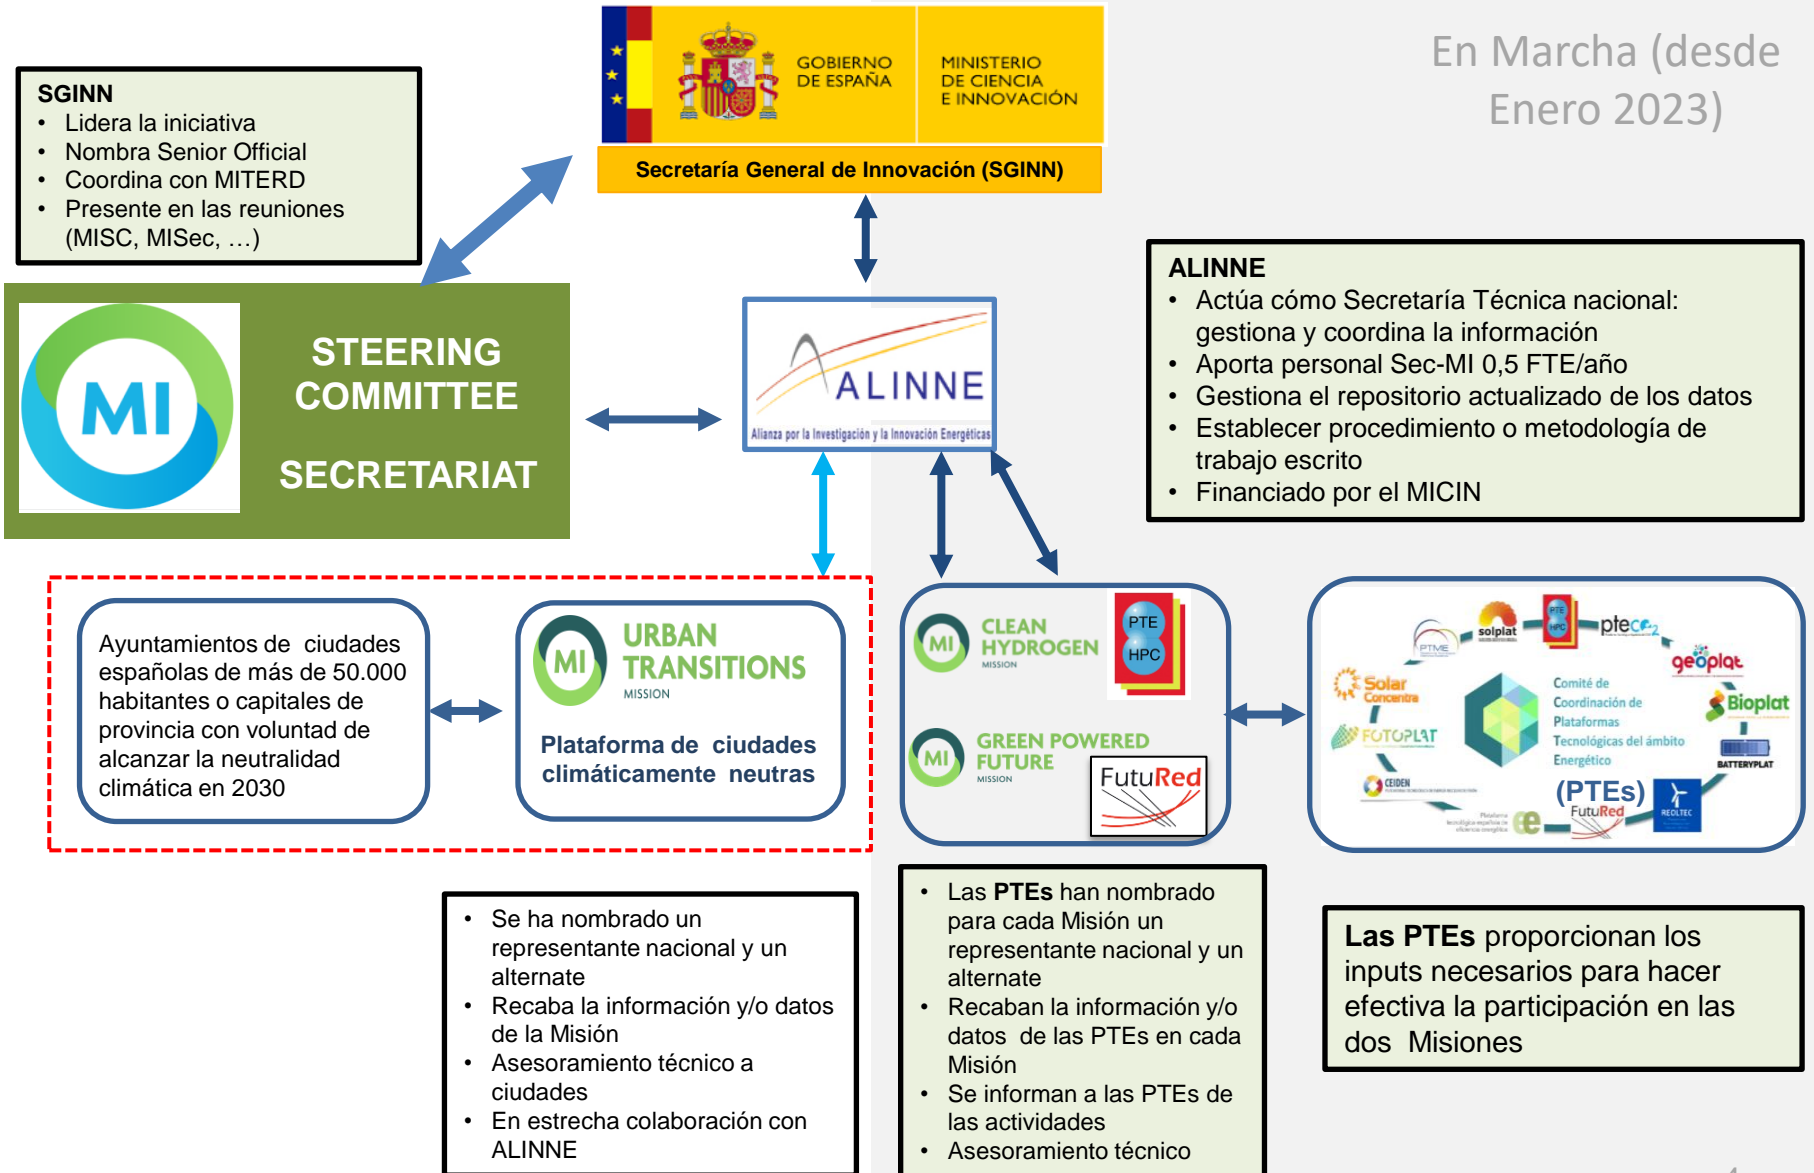 GOBIERNO
DE ESPAÑA
MINISTERIO
DE CIENCIA
E INNOVACIÓN
Secretaría General de Innovación (SGINN)
En Marcha (desde
Enero 2023)
SGINN
• Lidera la iniciativa
• Nombra Senior Official
• Coordina con MITERD
• Presente en las reuniones
(MISC, MISec, …)
MI
STEERING
COMMITTEE
SECRETARIAT
ALINNE
Alianza por la Investigación y la Innovación Energéticas
ALINNE
• Actúa cómo Secretaría Técnica nacional:
gestiona y coordina la información
• Aporta personal Sec-MI 0,5 FTE/año
• Gestiona el repositorio actualizado de los datos
• Establecer procedimiento o metodología de
trabajo escrito
• Financiado por el MICIN
Ayuntamientos de ciudades
españolas de más de 50.000
habitantes o capitales de
provincia con voluntad de
alcanzar la neutralidad
climática en 2030
MI
URBAN
TRANSITIONS
MISSION
Plataforma de ciudades
climáticamente neutras
MI
CLEAN
HYDROGEN
MISSION
PTE
HPC
MI
GREEN POWERED
FUTURE
MISSION
FutuRed
PTME
solplat
PTE
HPC
pteco2
geoplat
Solar
Concentra
Bioplat
FOTOPLAT
BATTERYPLAT
CEIDEN
Comité de
Coordinación de
Plataformas
Tecnológicas del ámbito
Energético
(PTEs)
Plataforma
tecnológica española de
eficiencia energética
FutuRed
REOLTEC
• Se ha nombrado un
representante nacional y un
alternate
• Recaba la información y/o datos
de la Misión
• Asesoramiento técnico a
ciudades
• En estrecha colaboración con
ALINNE
• Las PTEs han nombrado
para cada Misión un
representante nacional y un
alternate
• Recaban la información y/o
datos de las PTEs en cada
Misión
• Se informan a las PTEs de
las actividades
• Asesoramiento técnico
Las PTEs proporcionan los
inputs necesarios para hacer
efectiva la participación en las
dos Misiones